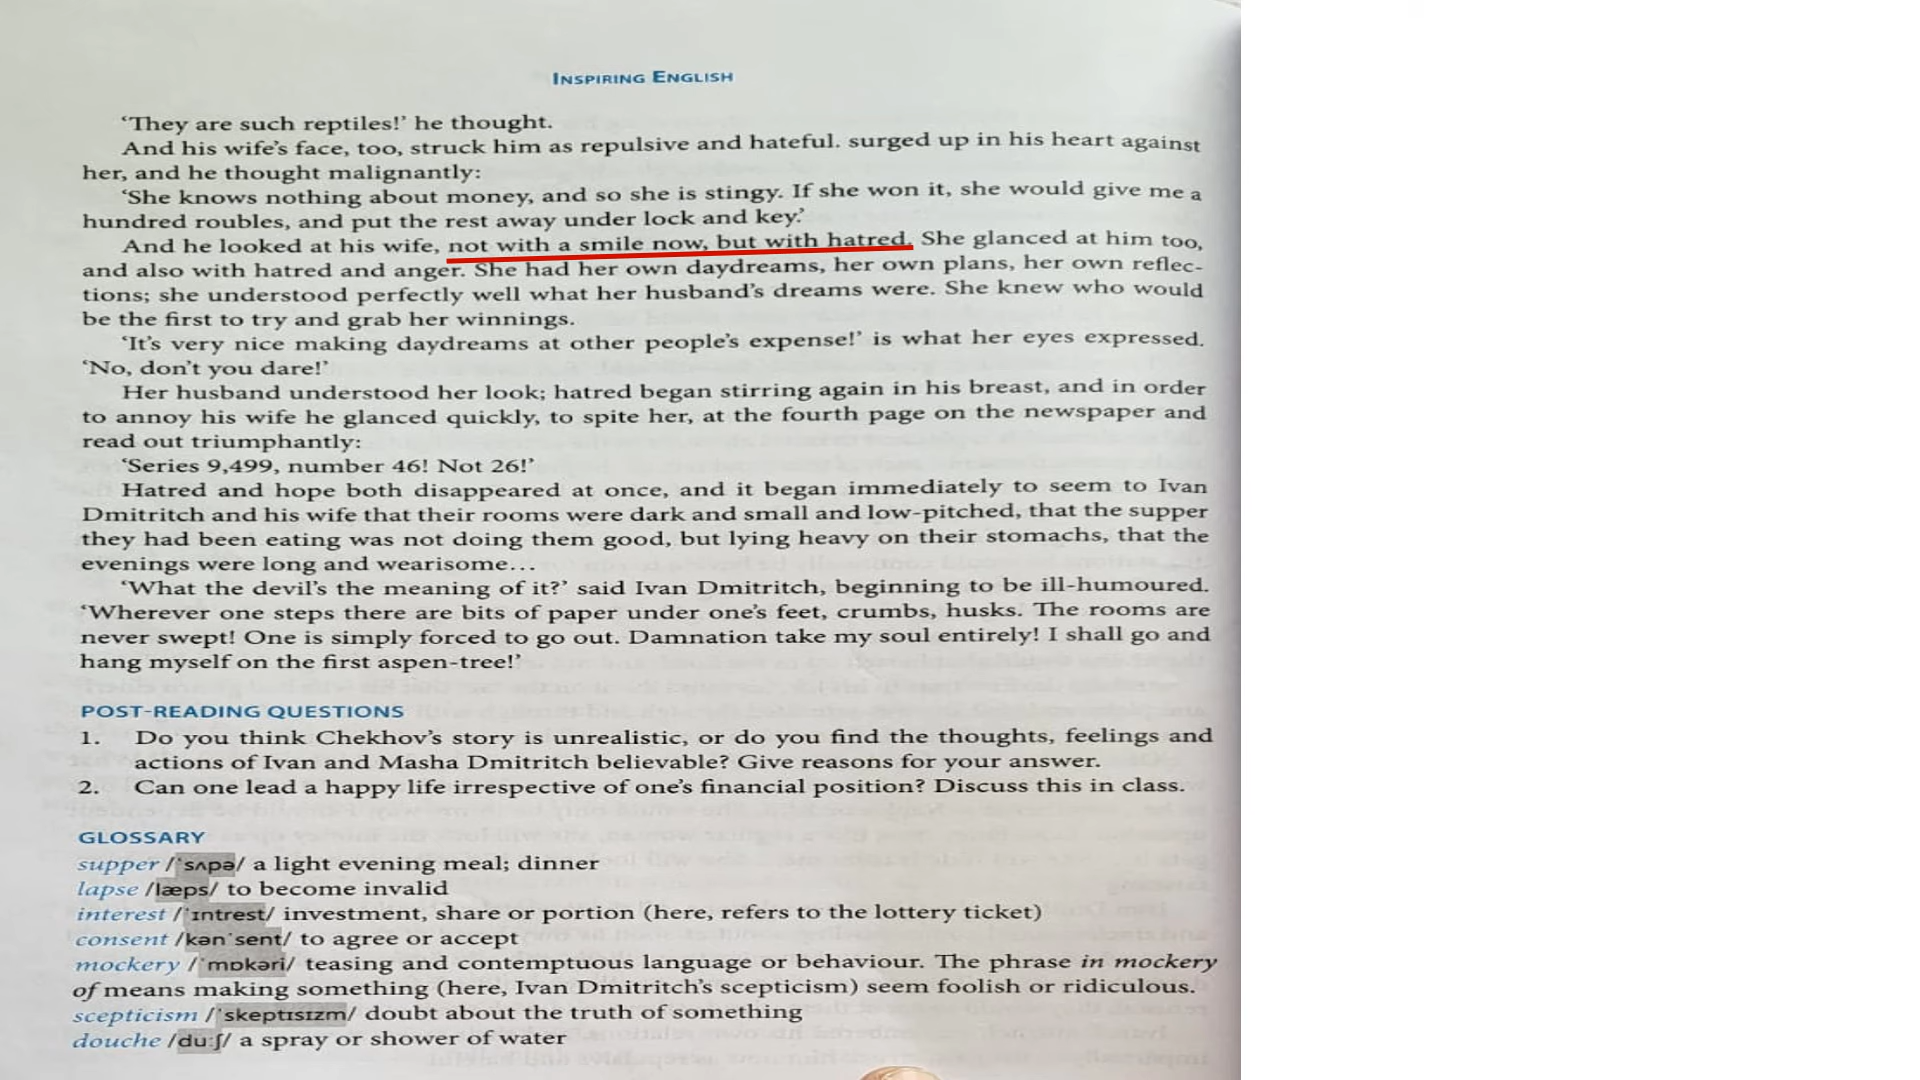 INSPIRING ENGLISH
‘They are such reptiles!’ he thought.
And his wife’s face, too, struck him as repulsive and hateful. surged up in his heart against
her, and he thought malignantly:
‘She knows nothing about money, and so she is stingy. If she won it, she would give me a
hundred roubles, and put the rest away under lock and key.’
And he looked at his wife, not with a smile now, but with hatred. She glanced at him too,
and also with hatred and anger. She had her own daydreams, her own plans, her own reflec-
tions; she understood perfectly well what her husband’s dreams were. She knew who would
be the first to try and grab her winnings.
‘It’s very nice making daydreams at other people’s expense!’ is what her eyes expressed.
‘No, don’t you dare!’
Her husband understood her look; hatred began stirring again in his breast, and in order
to annoy his wife he glanced quickly, to spite her, at the fourth page on the newspaper and
read out triumphantly:
‘Series 9,499, number 46! Not 26!’
Hatred and hope both disappeared at once, and it began immediately to seem to Ivan
Dmitritch and his wife that their rooms were dark and small and low-pitched, that the supper
they had been eating was not doing them good, but lying heavy on their stomachs, that the
evenings were long and wearisome…
‘What the devil’s the meaning of it?’ said Ivan Dmitritch, beginning to be ill-humoured.
‘Wherever one steps there are bits of paper under one’s feet, crumbs, husks. The rooms are
never swept! One is simply forced to go out. Damnation take my soul entirely! I shall go and
hang myself on the first aspen-tree!’
POST-READING QUESTIONS
1. Do you think Chekhov’s story is unrealistic, or do you find the thoughts, feelings and
actions of Ivan and Masha Dmitritch believable? Give reasons for your answer.
2. Can one lead a happy life irrespective of one’s financial position? Discuss this in class.
GLOSSARY
supper /ˈsʌpə/ a light evening meal; dinner
lapse /læps/ to become invalid
interest /ˈɪntrest/ investment, share or portion (here, refers to the lottery ticket)
consent /kənˈsent/ to agree or accept
mockery /ˈmɒkəri/ teasing and contemptuous language or behaviour. The phrase in mockery
of means making something (here, Ivan Dmitritch’s scepticism) seem foolish or ridiculous.
scepticism /ˈskeptɪsɪzm/ doubt about the truth of something
douche /duːʃ/ a spray or shower of water